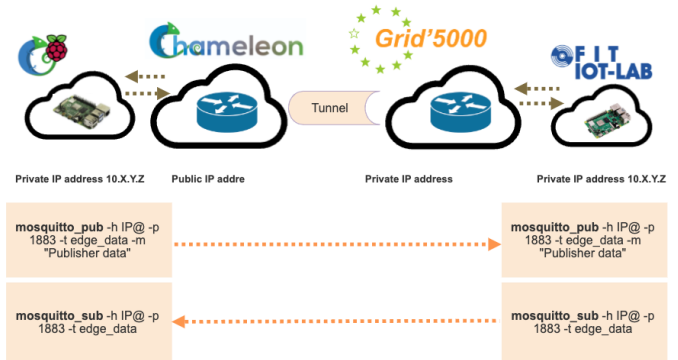 Chameleon
Grid'5000
FIT
IOT-LAB
Tunnel
Private IP address 10.X.Y.Z
Public IP addre
Private IP address
Private IP address 10.X.Y.Z
mosquitto_pub -h IP@ -p
1883 -t edge_data -m
"Publisher data"
mosquitto_pub -h IP@ -p
1883 -t edge_data -m
"Publisher data"
mosquitto_sub -h IP@ -p
1883 -t edge_data
mosquitto_sub -h IP@ -p
1883 -t edge_data